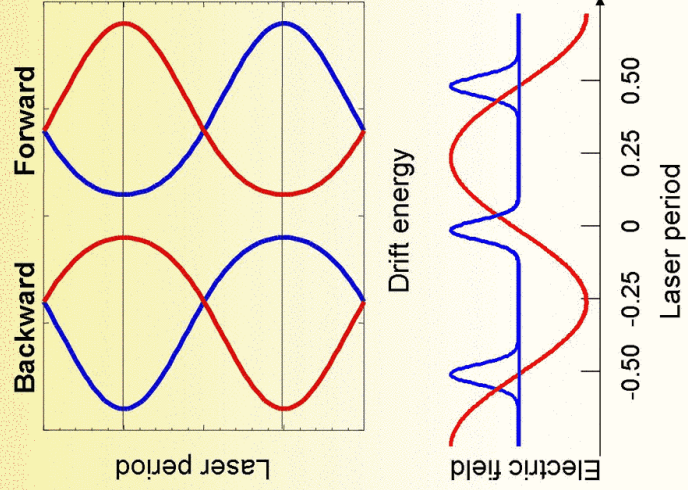 Forward
Backward
Laser period
Drift energy
Electric field
-0.50
-0.25
0
0.25
0.50
Laser period